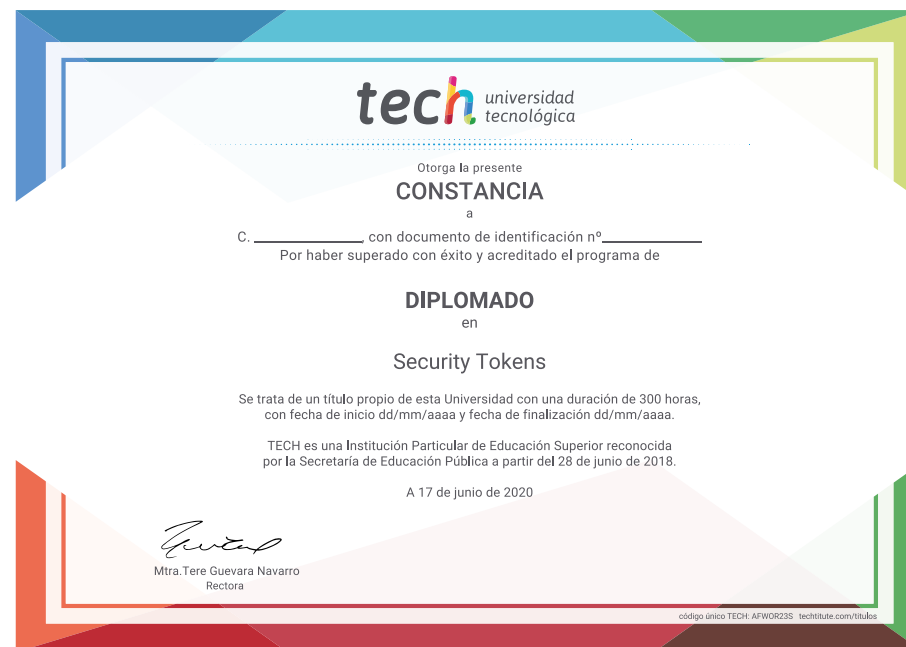 tech universidad
tecnológica
Otorga la presente
CONSTANCIA
a
C. ____________, con documento de identificación nº____________
Por haber superado con éxito y acreditado el programa de
DIPLOMADO
en
Security Tokens
Se trata de un título propio de esta Universidad con una duración de 300 horas,
con fecha de inicio dd/mm/aaaa y fecha de finalización dd/mm/aaaa.
TECH es una Institución Particular de Educación Superior reconocida
por la Secretaría de Educación Pública a partir del 28 de junio de 2018.
A 17 de junio de 2020
Mtra.Tere Guevara Navarro
Rectora
código único TECH: AFWOR23S techtitute.com/títulos